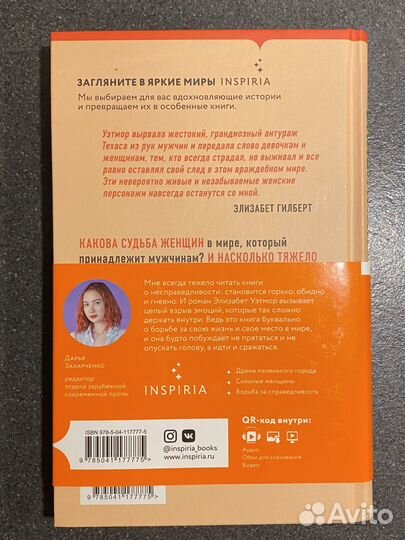 ЗАГЛЯНИТЕ В ЯРКИЕ МИРЫ INSPIRIA
Мы выбираем для вас вдохновляющие истории
и превращаем их в особенные книги.
Уэтмор вырвала жестокий, грандиозный антураж
Техаса из рук мужчин и передала слово девочкам и
женщинам, тем, кто всегда страдал, но выживал и все
равно оставлял свой след в этом враждебном мире.
Эти невероятно живые и незабываемые женские
персонажи навсегда останутся со мной.
ЭЛИЗАБЕТ ГИЛБЕРТ
КАКОВА СУДЬБА ЖЕНЩИН в мире, который
принадлежит мужчинам? И НАСКОЛЬКО ТЯЖЕЛО
Мне всегда тяжело читать книги
о несправедливости: становится горько, обидно
и гневно. И роман Элизабет Уэтмор вызывает
целый взрыв эмоций, которые так сложно
держать внутри. Ведь это книга буквально
о борьбе за свою жизнь и свое место в мире,
и она будто побуждает не прятаться и не
опускать голову, а идти и сражаться.
Дарья
ЗАХАРЧЕНКО
редактор
отдела зарубежной
современной прозы
INSPIRIA
Драма маленького города
Сильные женщины
Борьба за справедливость
ISBN 978-5-04-117777-5
9 785041 177775 >
@inspiria_books
www.inspiria.ru
QR-код внутри:
Аудио
Обои для скачивания
Видео
9 785041 177775 >
Avito